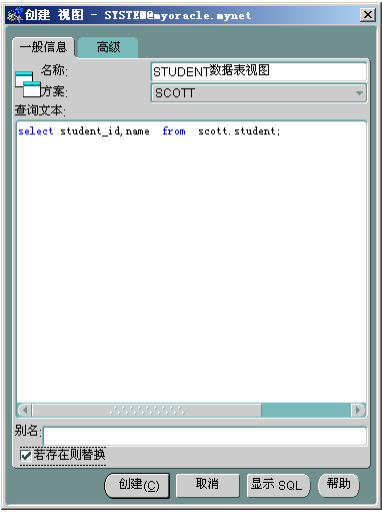 创建 视图 - SYSTEM@myoracle.mynet
一般信息 高级
名称: STUDENT数据表视图
方案: SCOTT
查询文本:
select student_id,name from scott.student;
别名:
若存在则替换
创建(C) 取消 显示 SQL 帮助